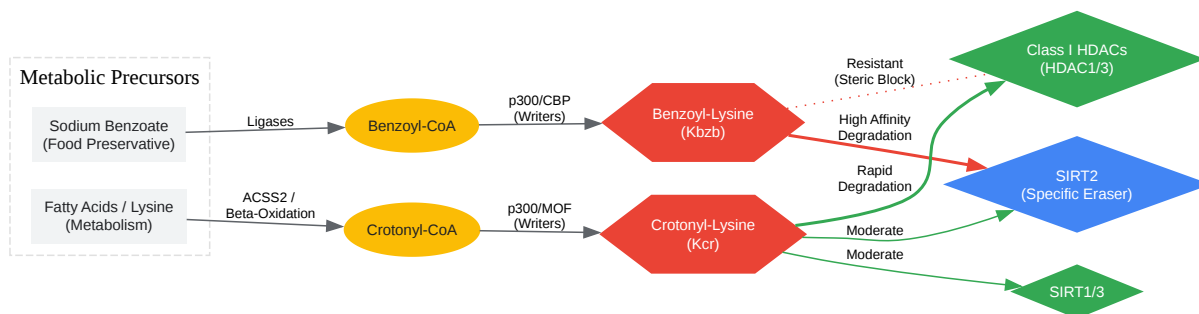 Metabolic Precursors
Sodium Benzoate
(Food Preservative)
Ligases
Benzoyl-CoA
p300/CBP
(Writers)
Benzoyl-Lysine
(Kbzb)
Resistant
(Steric Block)
Class I HDACs
(HDAC1/3)
High Affinity
Degradation
SIRT2
(Specific Eraser)
Fatty Acids / Lysine
(Metabolism)
ACSS2 /
Beta-Oxidation
Crotonyl-CoA
p300/MOF
(Writers)
Crotonyl-Lysine
(Kcr)
Rapid
Degradation
Moderate
Moderate
SIRT1/3